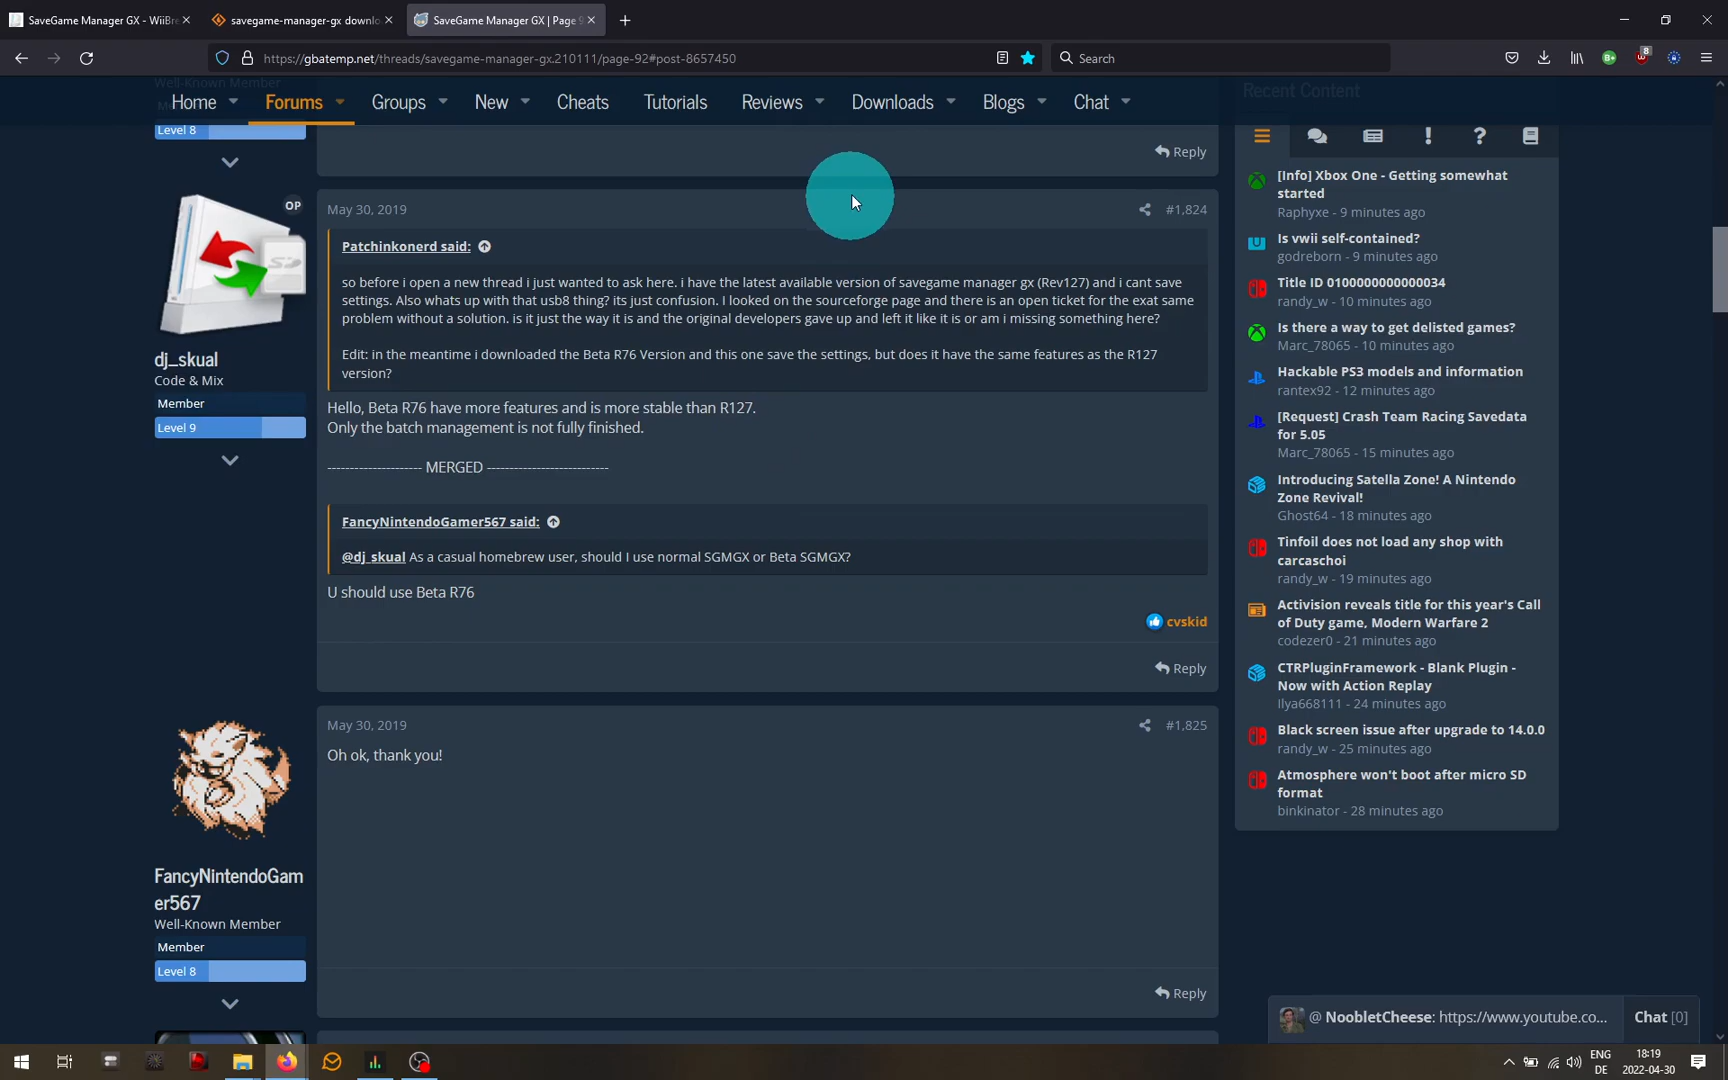 SaveGame Manager GX - WiiBre
savegame-manager-gx downlo
SaveGame Manager GX | Page 9
https://gbatemp.net/threads/savegame-manager-gx.210111/page-92#post-8657450
Search
8
Well-Known Member
Home
Forums
Groups
New
Cheats
Tutorials
Reviews
Downloads
Blogs
Chat
Recent Content
Level 8
Reply
OP
dj_skual
Code & Mix
Member
Level 9
May 30, 2019
#1,824
Patchinkonerd said:
so before i open a new thread i just wanted to ask here. i have the latest available version of savegame manager gx (Rev127) and i cant save
settings. Also whats up with that usb8 thing? its just confusion. I looked on the sourceforge page and there is an open ticket for the exat same
problem without a solution. is it just the way it is and the original developers gave up and left it like it is or am i missing something here?
Edit: in the meantime i downloaded the Beta R76 Version and this one save the settings, but does it have the same features as the R127
version?
Hello, Beta R76 have more features and is more stable than R127.
Only the batch management is not fully finished.
--------------------- MERGED ---------------------------
FancyNintendoGamer567 said:
@dj_skual As a casual homebrew user, should I use normal SGMGX or Beta SGMGX?
U should use Beta R76
cvskid
Reply
FancyNintendoGam
er567
Well-Known Member
Member
Level 8
May 30, 2019
#1,825
Oh ok, thank you!
Reply
[Info] Xbox One - Getting somewhat
started
Raphyxe - 9 minutes ago
Is vwii self-contained?
godreborn - 9 minutes ago
Title ID 0100000000000034
randy_w - 10 minutes ago
Is there a way to get delisted games?
Marc_78065 - 10 minutes ago
Hackable PS3 models and information
rantex92 - 12 minutes ago
[Request] Crash Team Racing Savedata
for 5.05
Marc_78065 - 15 minutes ago
Introducing Satella Zone! A Nintendo
Zone Revival!
Ghost64 - 18 minutes ago
Tinfoil does not load any shop with
carcaschoi
randy_w - 19 minutes ago
Activision reveals title for this year's Call
of Duty game, Modern Warfare 2
codezer0 - 21 minutes ago
CTRPluginFramework - Blank Plugin -
Now with Action Replay
Ilya668111 - 24 minutes ago
Black screen issue after upgrade to 14.0.0
randy_w - 25 minutes ago
Atmosphere won't boot after micro SD
format
binkinator - 28 minutes ago
@ NoobletCheese: https://www.youtube.co...
Chat [0]
ENG
DE
18:19
2022-04-30